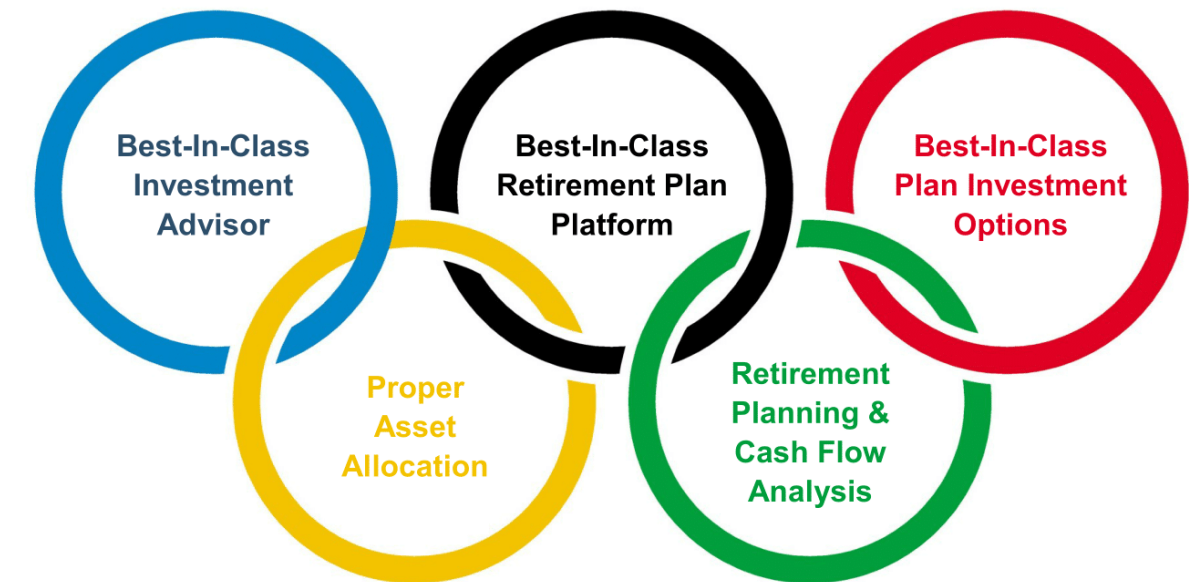 Best-In-Class
Investment
Advisor
Best-In-Class
Retirement Plan
Platform
Best-In-Class
Plan Investment
Options
Proper
Asset
Allocation
Retirement
Planning &
Cash Flow
Analysis